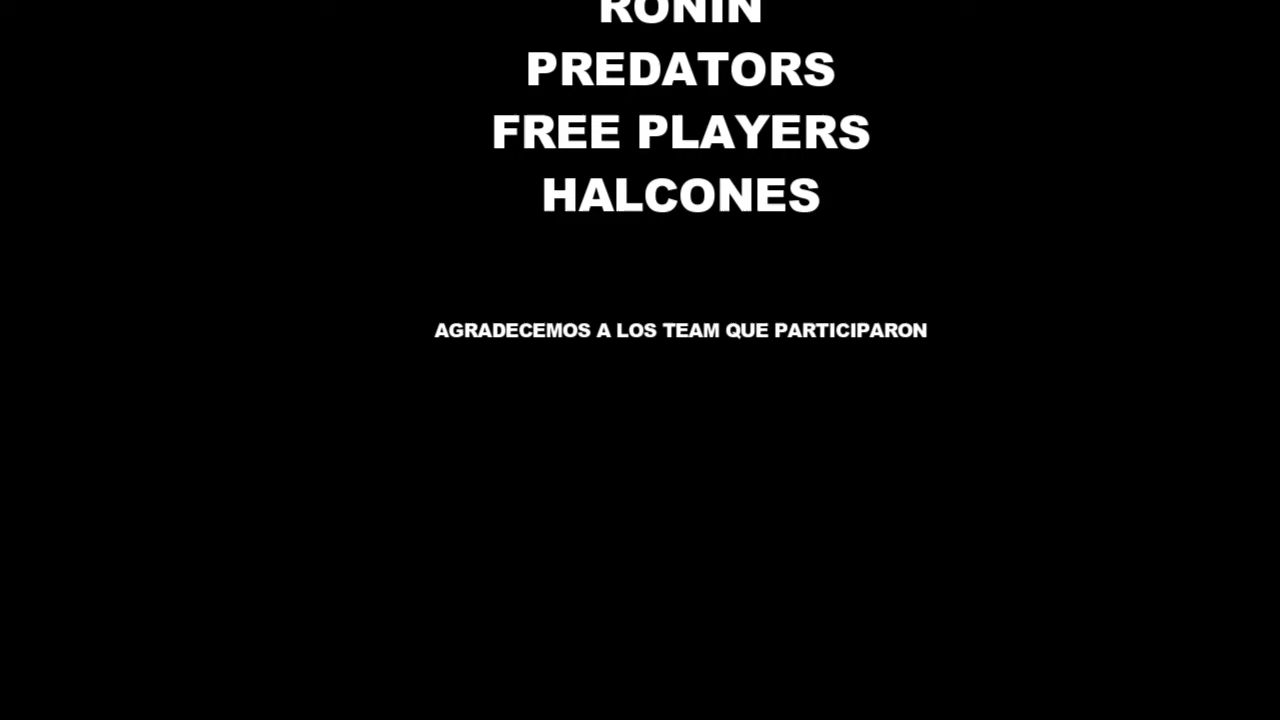 RONIN
PREDATORS
FREE PLAYERS
HALCONES
AGRADECEMOS A LOS TEAM QUE PARTICIPARON